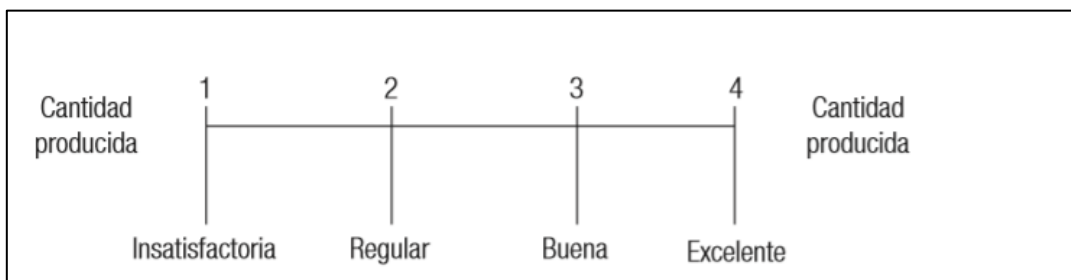 1 2 3 4
Cantidad
producida
Cantidad
producida
Insatisfactoria Regular Buena Excelente